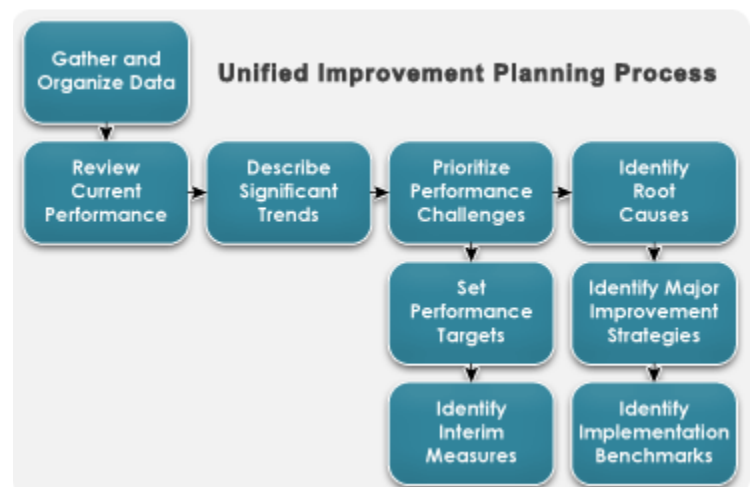 Gather and
Organize Data
Unified Improvement Planning Process
Review
Current
Performance
Describe
Significant
Trends
Prioritize
Performance
Challenges
Identify
Root
Causes
Set
Performance
Targets
Identify Major
Improvement
Strategies
Identify
Interim
Measures
Identify
Implementation
Benchmarks